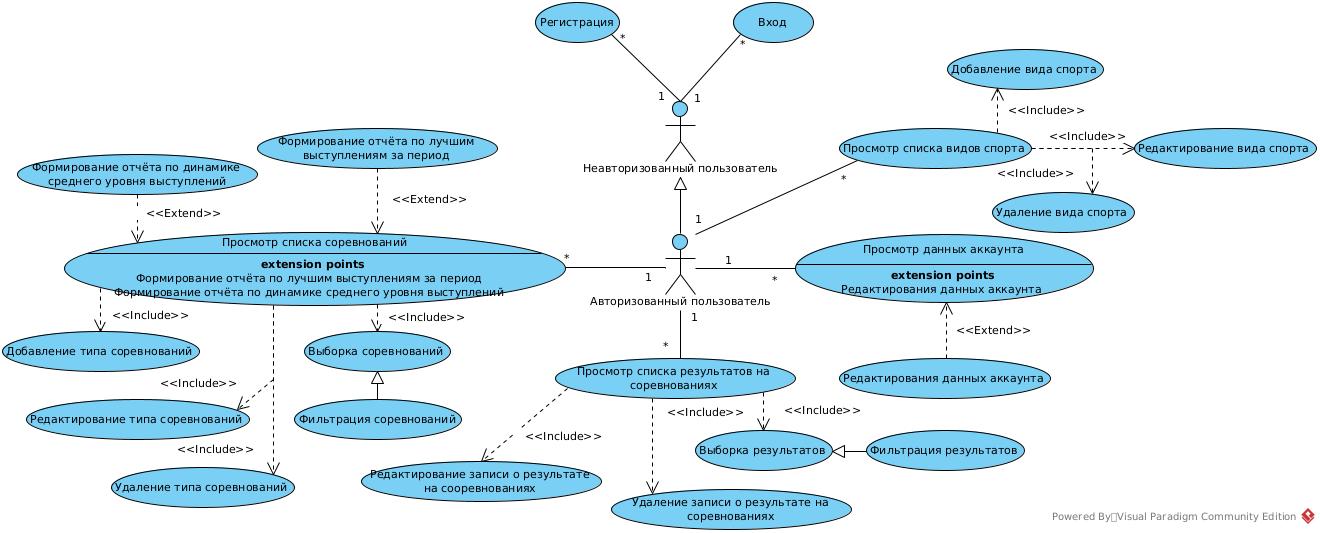 Регистрация
Вход
*
*
1
1
Неавторизованный пользователь
Добавление вида спорта
<<Include>>
Просмотр списка видов спорта
<<Include>>
Редактирование вида спорта
<<Include>>
Удаление вида спорта
*
1
Формирование отчёта по лучшим
выступлениям за период
Формирование отчёта по динамике
среднего уровня выступлений
<<Extend>>
<<Extend>>
Просмотр списка соревнований
extension points
Формирование отчёта по лучшим выступлениям за период
Формирование отчёта по динамике среднего уровня выступлений
*
1
1
*
Авторизованный пользователь
Просмотр данных аккаунта
extension points
Редактирования данных аккаунта
<<Extend>>
Редактирования данных аккаунта
<<Include>>
<<Include>>
Добавление типа соревнований
Выборка соревнований
<<Include>>
Редактирование типа соревнований
Фильтрация соревнований
<<Include>>
Удаление типа соревнований
1
*
Просмотр списка результатов на
соревнованиях
<<Include>>
<<Include>>
<<Include>>
Выборка результатов
Фильтрация результатов
Редактирование записи о результате
на сооревнованиях
Удаление записи о результате на
соревнованиях
Powered By Visual Paradigm Community Edition